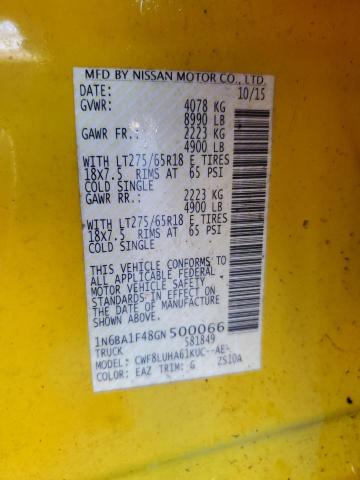 MFD BY NISSAN MOTOR CO., LTD.
DATE: 10/15
GVWR: 4078 KG
8990 LB
GAWR FR.: 2223 KG
4900 LB
WITH LT275/65R18 E TIRES
18X7.5 RIMS AT 65 PSI
COLD SINGLE
GAWR RR.: 2223 KG
4900 LB
WITH LT275/65R18 E TIRES
18X7.5 RIMS AT 65 PSI
COLD SINGLE
THIS VEHICLE CONFORMS TO
ALL APPLICABLE FEDERAL
MOTOR VEHICLE SAFETY
STANDARDS IN EFFECT ON
THE DATE OF MANUFACTURE
SHOWN ABOVE.
1N6BA1F48GN500066
TRUCK 581849
MODEL: CWF8LUHA61KUC--AE-
COLOR: EAZ TRIM: G ZS10A